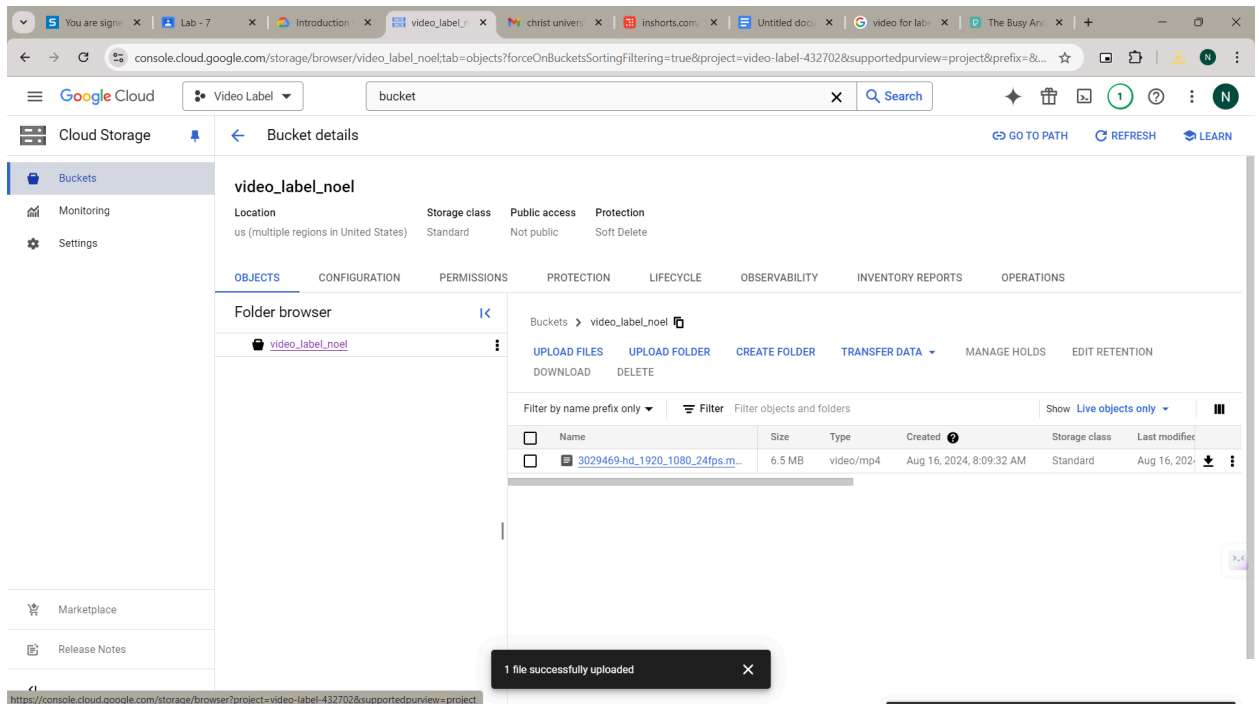 You are signe
Lab - 7
Introduction
video_label_n
christ univers
inshorts.com/
Untitled docu
video for labe
The Busy And
console.cloud.google.com/storage/browser/video_label_noel;tab=objects?forceOnBucketsSortingFiltering=true&project=video-label-432702&supportedpurview=project&prefix=&...
N
Google Cloud
Video Label
bucket
Search
1
N
Cloud Storage
Bucket details
GO TO PATH
REFRESH
LEARN
Buckets
Monitoring
Settings
video_label_noel
Location Storage class Public access Protection
us (multiple regions in United States) Standard Not public Soft Delete
OBJECTS CONFIGURATION PERMISSIONS PROTECTION LIFECYCLE OBSERVABILITY INVENTORY REPORTS OPERATIONS
Folder browser
video_label_noel
Buckets > video_label_noel
UPLOAD FILES UPLOAD FOLDER CREATE FOLDER TRANSFER DATA MANAGE HOLDS EDIT RETENTION
DOWNLOAD DELETE
Filter by name prefix only Filter Filter objects and folders Show Live objects only
Name Size Type Created Storage class Last modified
3029469-hd_1920_1080_24fps.m... 6.5 MB video/mp4 Aug 16, 2024, 8:09:32 AM Standard Aug 16, 202
Marketplace
Release Notes
1 file successfully uploaded
https://console.cloud.google.com/storage/browser?project=video-label-432702&supportedpurview=project